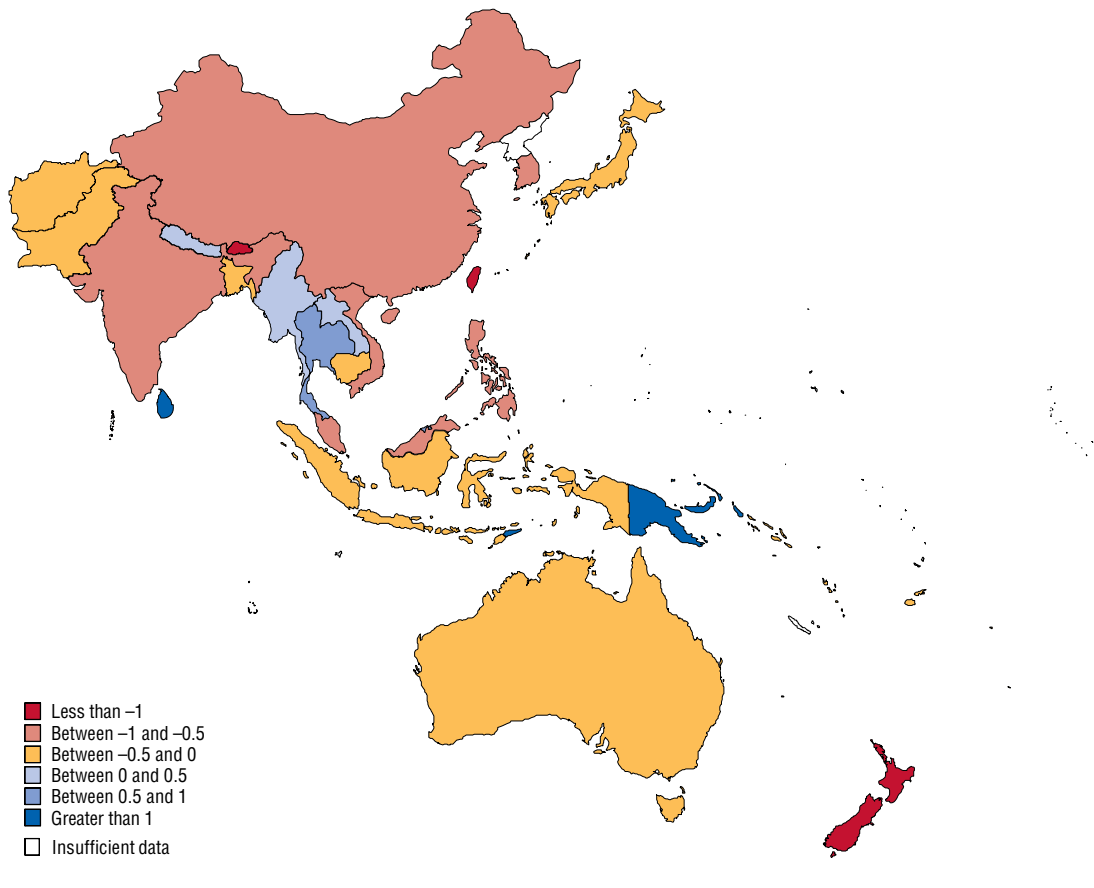 Less than –1
Between –1 and –0.5
Between –0.5 and 0
Between 0 and 0.5
Between 0.5 and 1
Greater than 1
Insufficient data